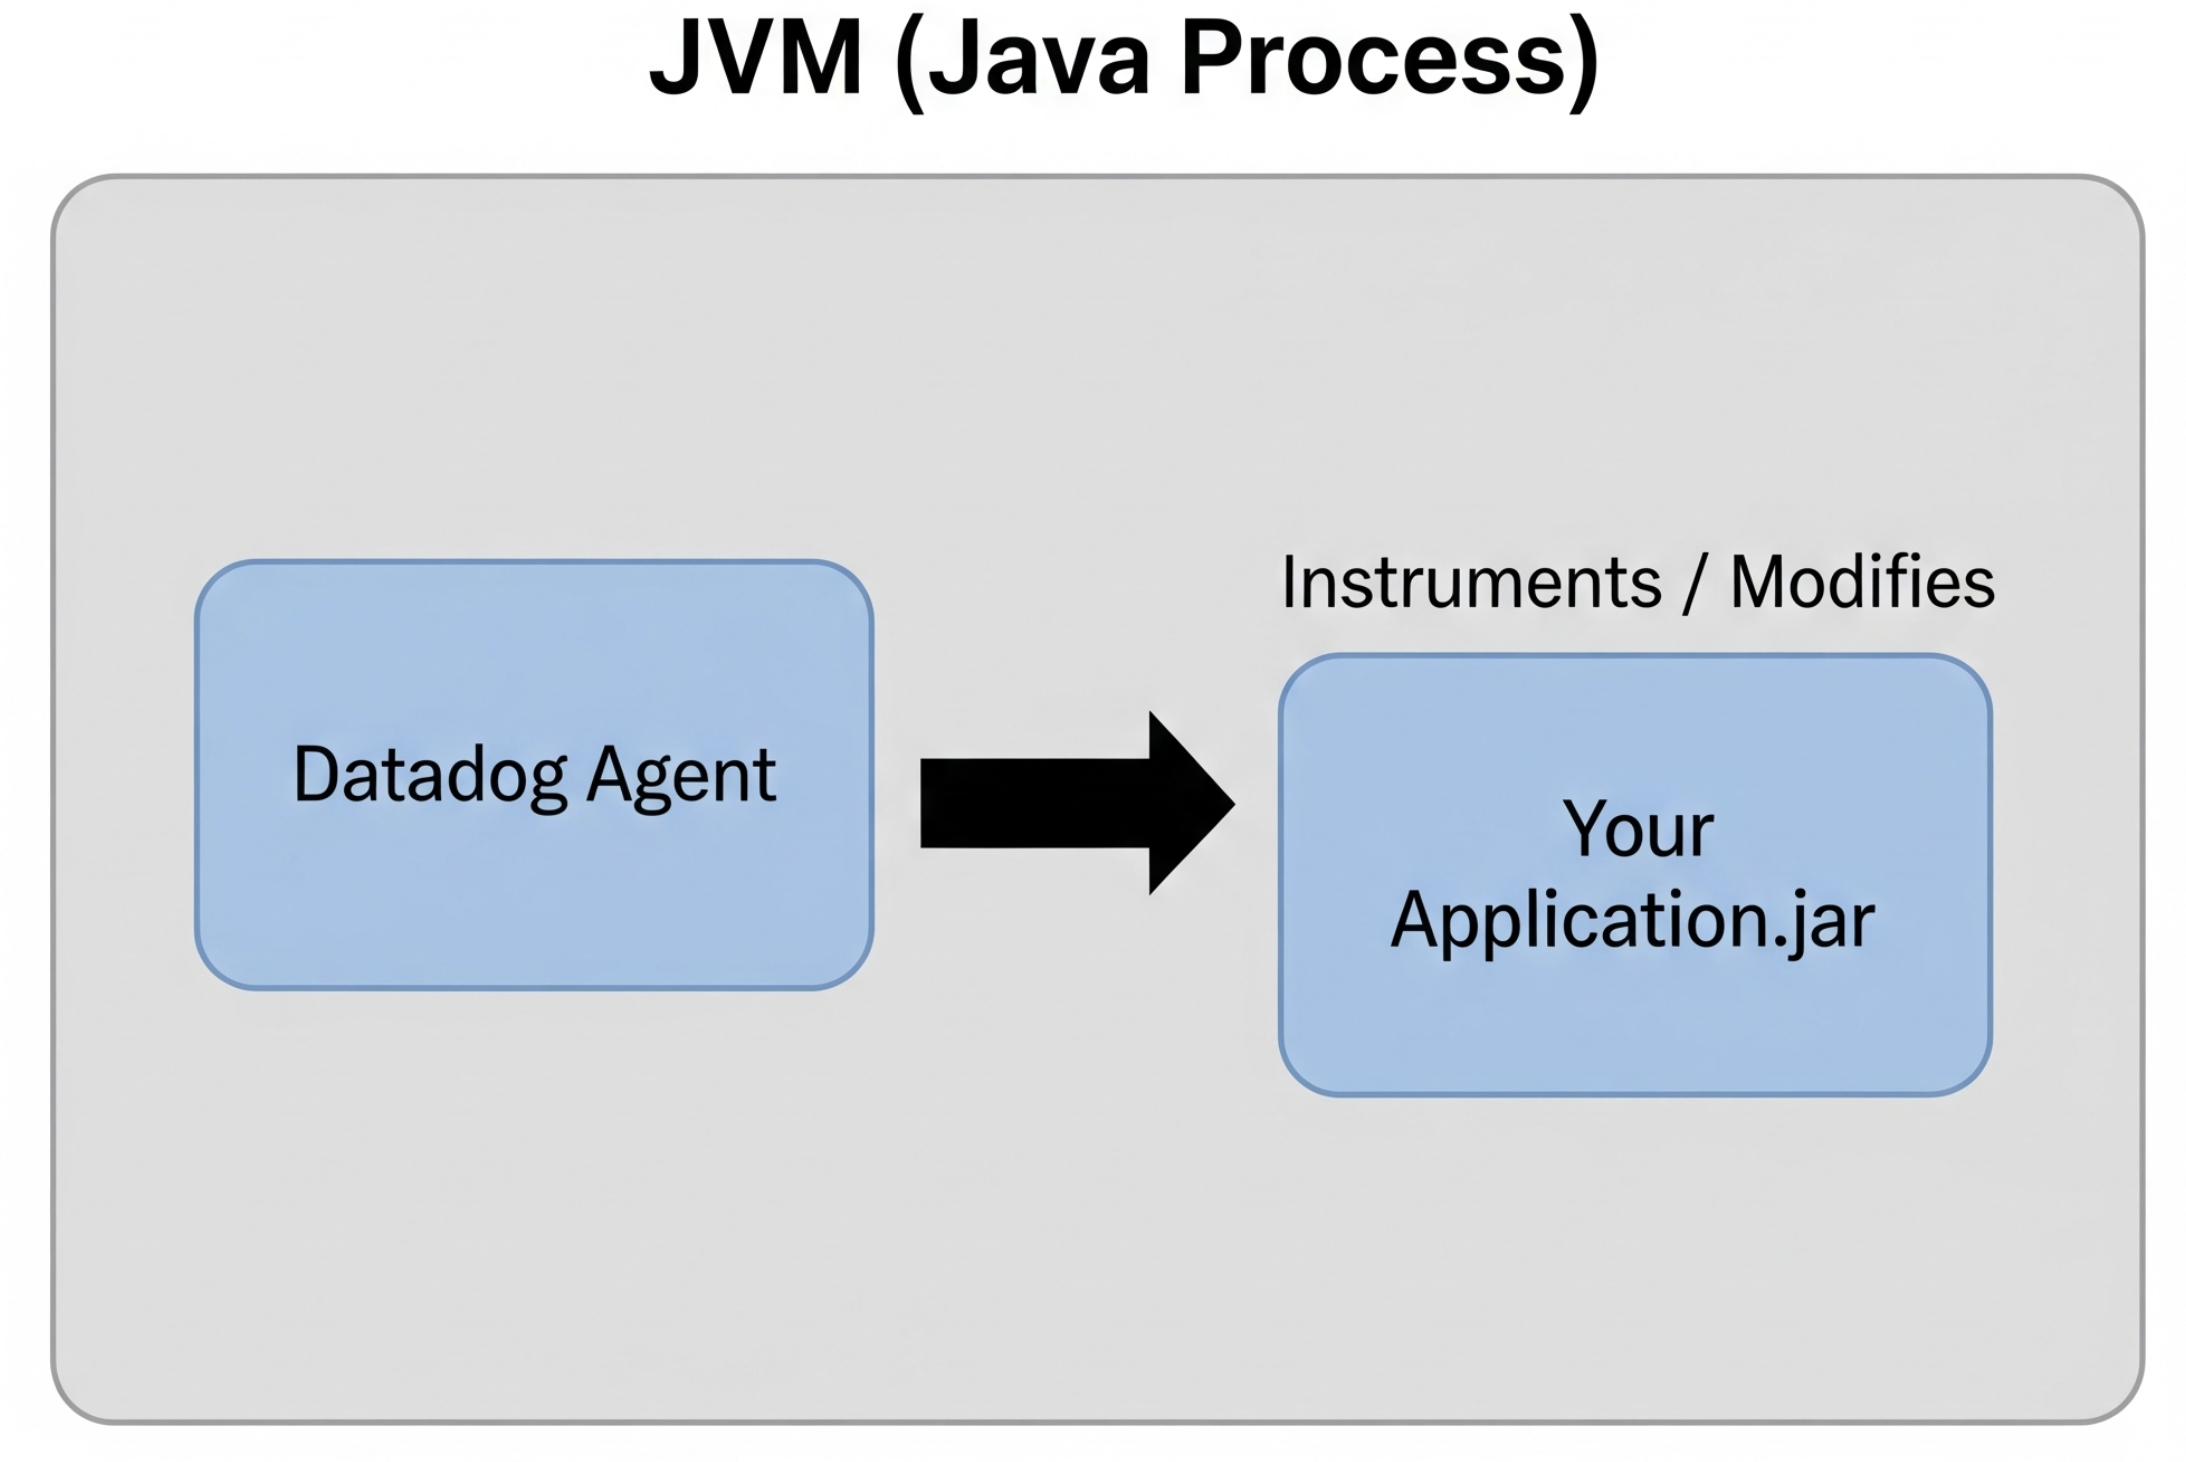 JVM (Java Process)
Datadog Agent
Instruments / Modifies
Your
Application.jar